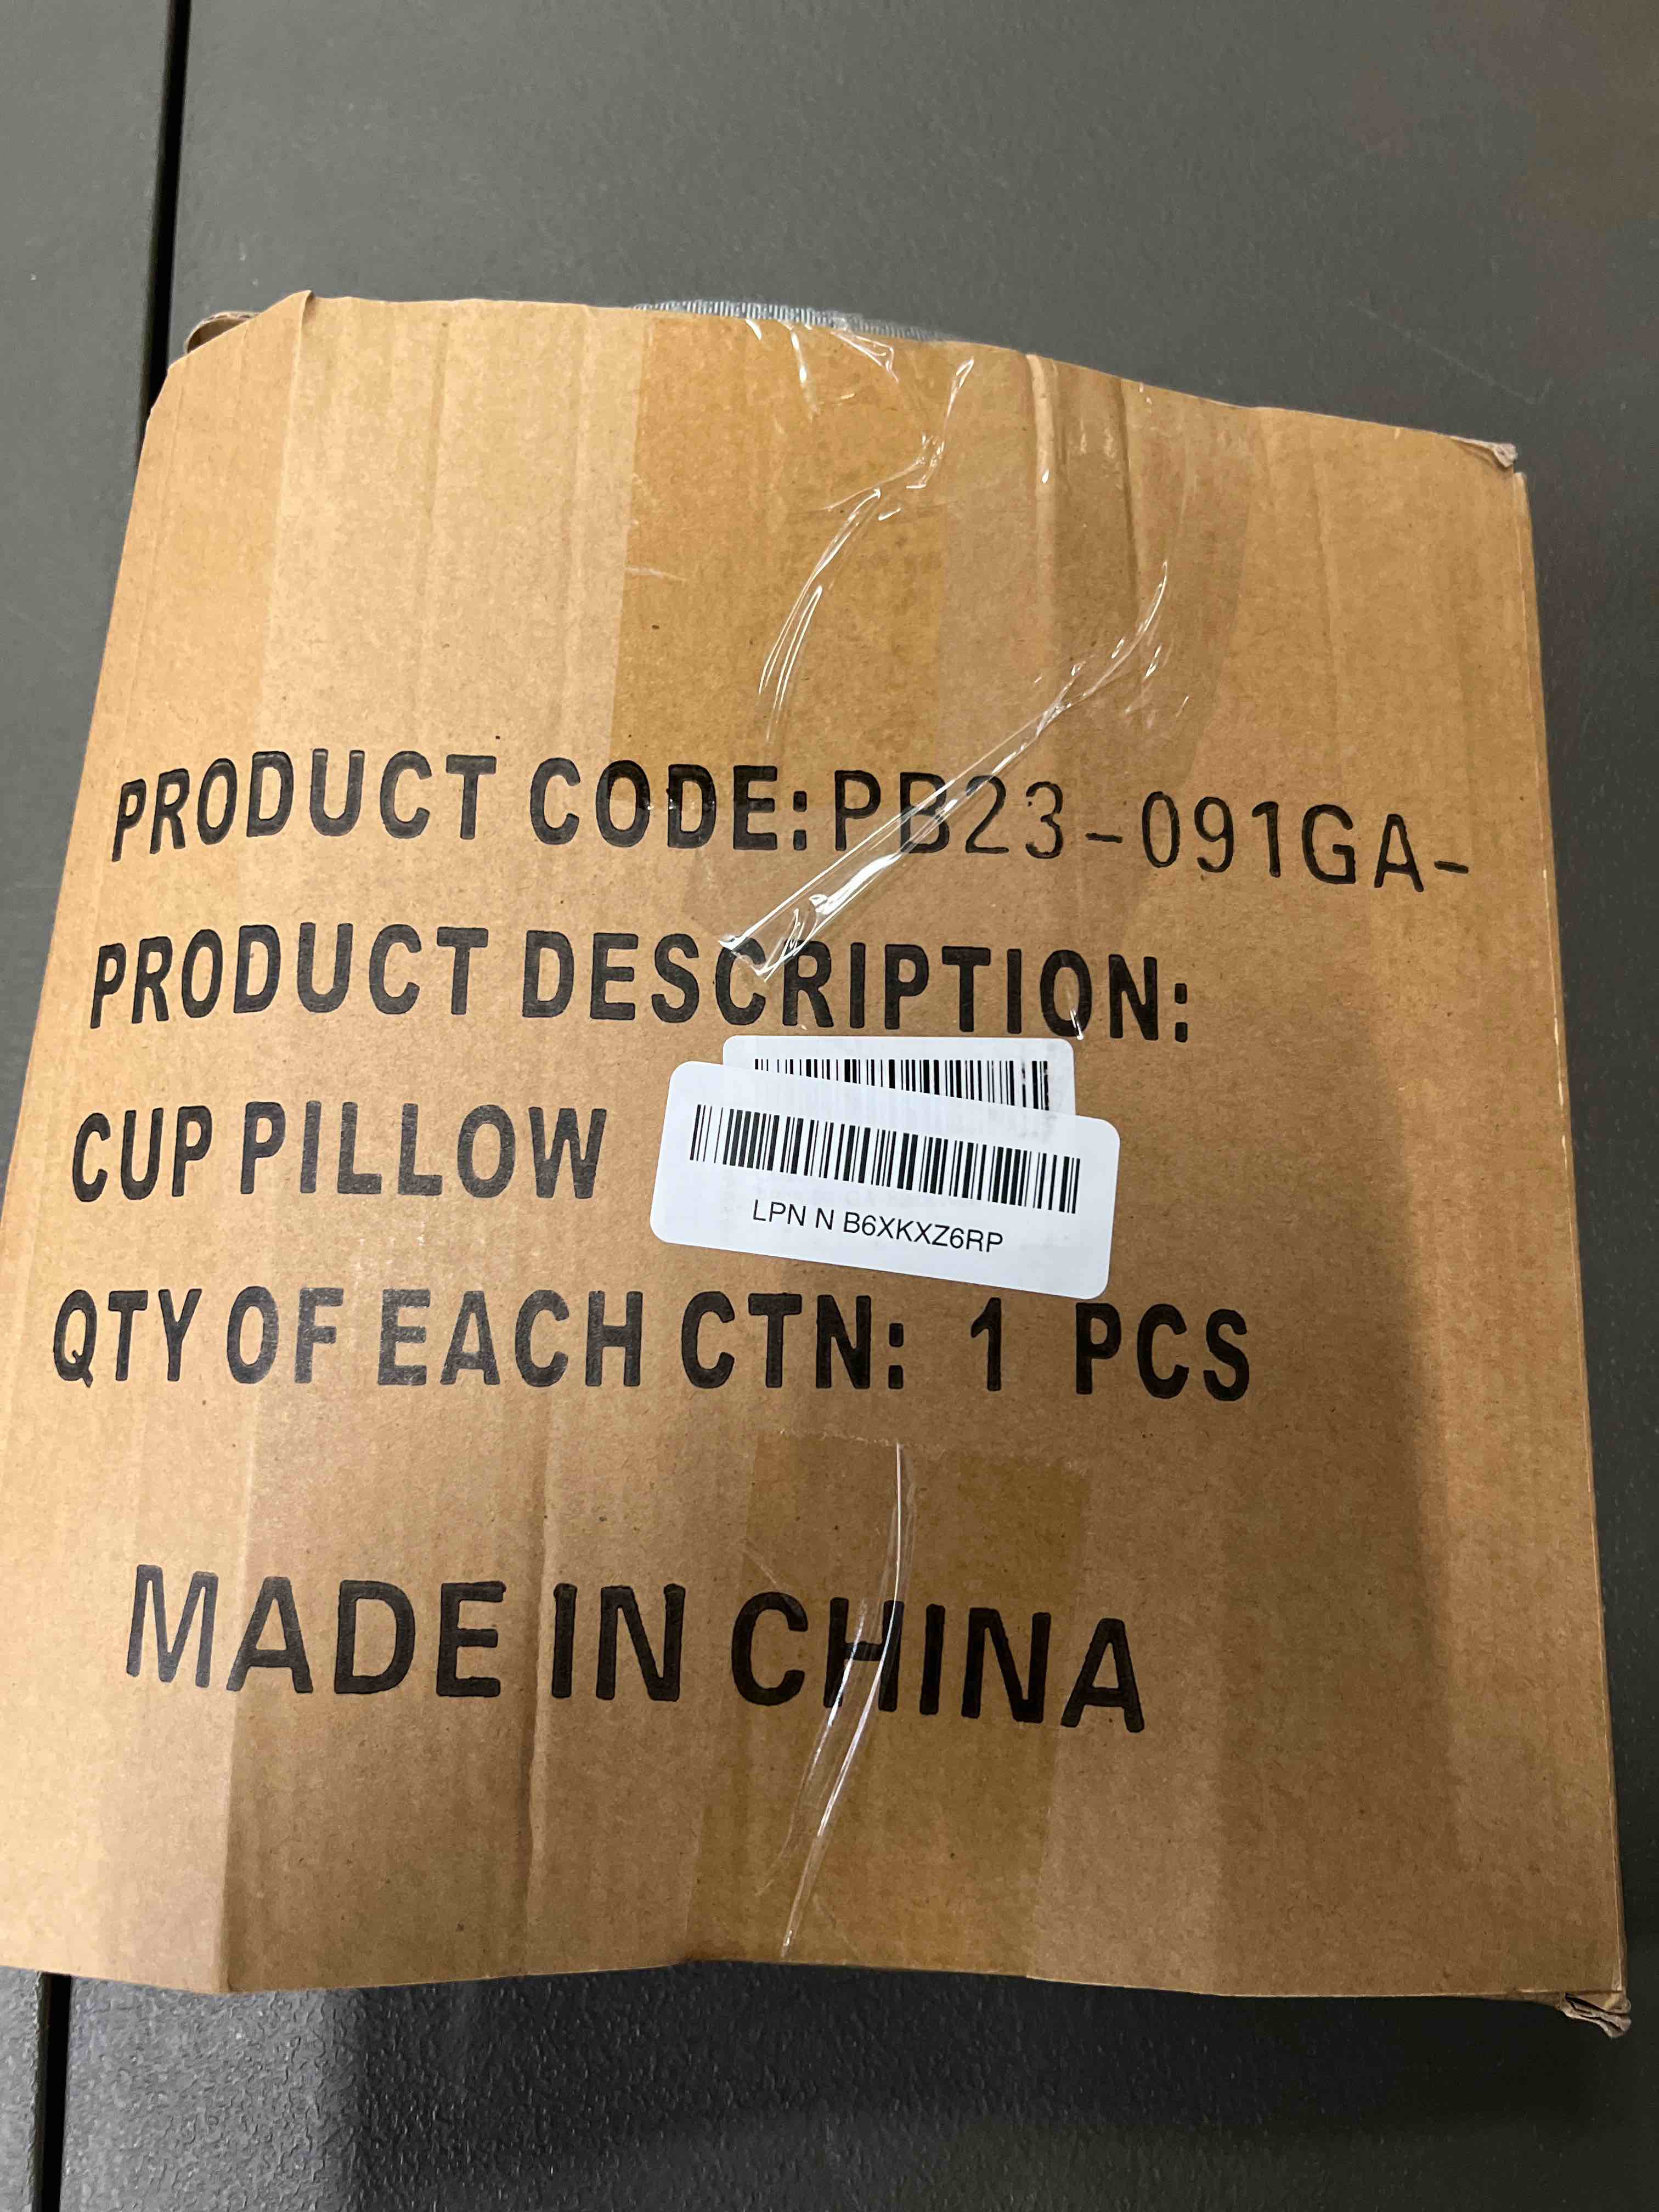 PRODUCT CODE: PB23-091GA-
PRODUCT DESCRIPTION:
CUP PILLOW
LPN N B6XKXZ6RP
QTY OF EACH CTN: 1 PCS
MADE IN CHINA